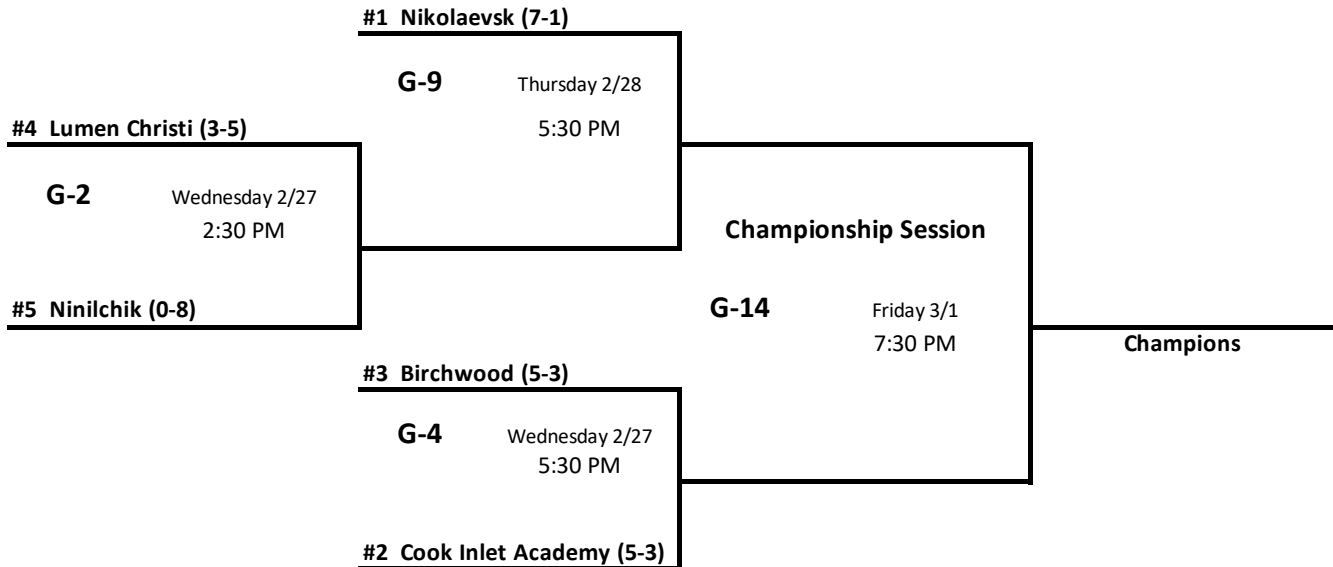 #1 Nikolaevsk (7-1)
G-9 Thursday 2/28
5:30 PM
#4 Lumen Christi (3-5)
G-2 Wednesday 2/27
2:30 PM
#5 Ninilchik (0-8)
Championship Session
G-14 Friday 3/1
7:30 PM
Champions
#3 Birchwood (5-3)
G-4 Wednesday 2/27
5:30 PM
#2 Cook Inlet Academy (5-3)